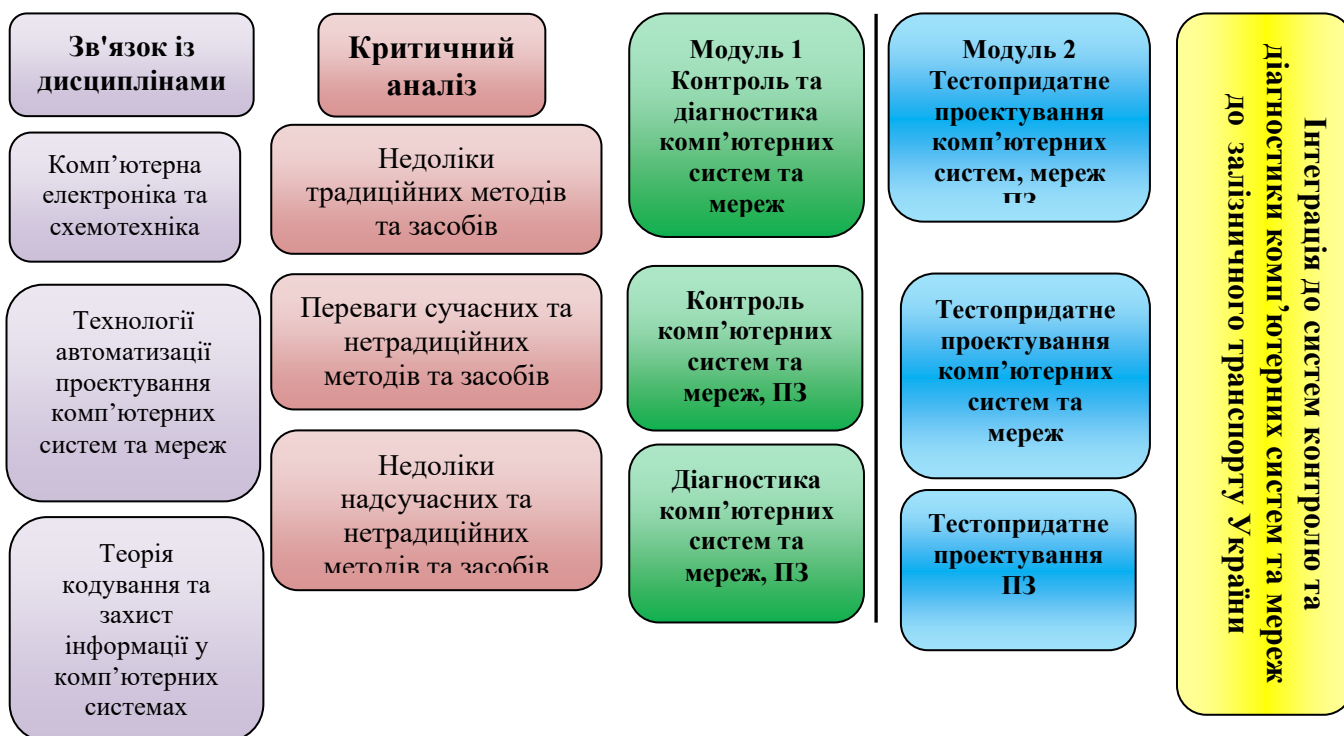 Зв'язок із
дисциплінами
Комп’ютерна
електроніка та
схемотехніка
Технології
автоматизації
проектування
комп’ютерних
систем та мереж
Теорія
кодування та
захист
інформації у
комп’ютерних
системах
Критичний
аналіз
Недоліки
традиційних методів
та засобів
Переваги сучасних та
нетрадиційних
методів та засобів
Недоліки
надсучасних та
нетрадиційних
методів та засобів
Модуль 1
Контроль та
діагностика
комп’ютерних
систем та
мереж
Контроль
комп’ютерних
систем та
мереж, ПЗ
Діагностика
комп’ютерних
систем та
мереж, ПЗ
Модуль 2
Тестопридатне
проектування
комп’ютерних
систем, мереж
ПЗ
Тестопридатне
проектування
комп’ютерних
систем та
мереж
Тестопридатне
проектування
ПЗ
Інтеграція до систем контролю та
діагностики комп’ютерних систем та мереж
до залізничного транспорту України